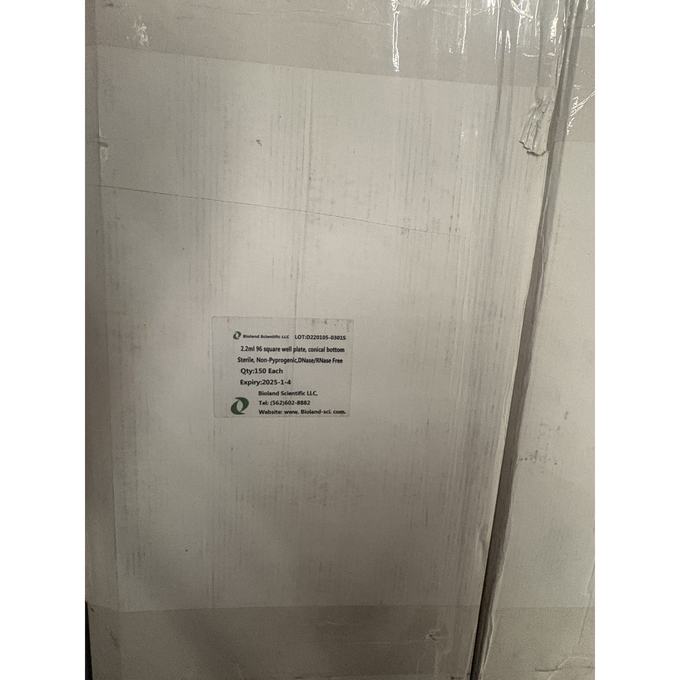 Bioland Scientific LLC LOT:D220105-0301S
2.2ml 96 square well plate, conical bottom
Sterile, Non-Pyprogenic,DNase/RNase Free
Qty:150 Each
Expiry:2025-1-4
Bioland Scientific LLC,
Tel: (562)602-8882
Website: www. Bioland-sci. com.